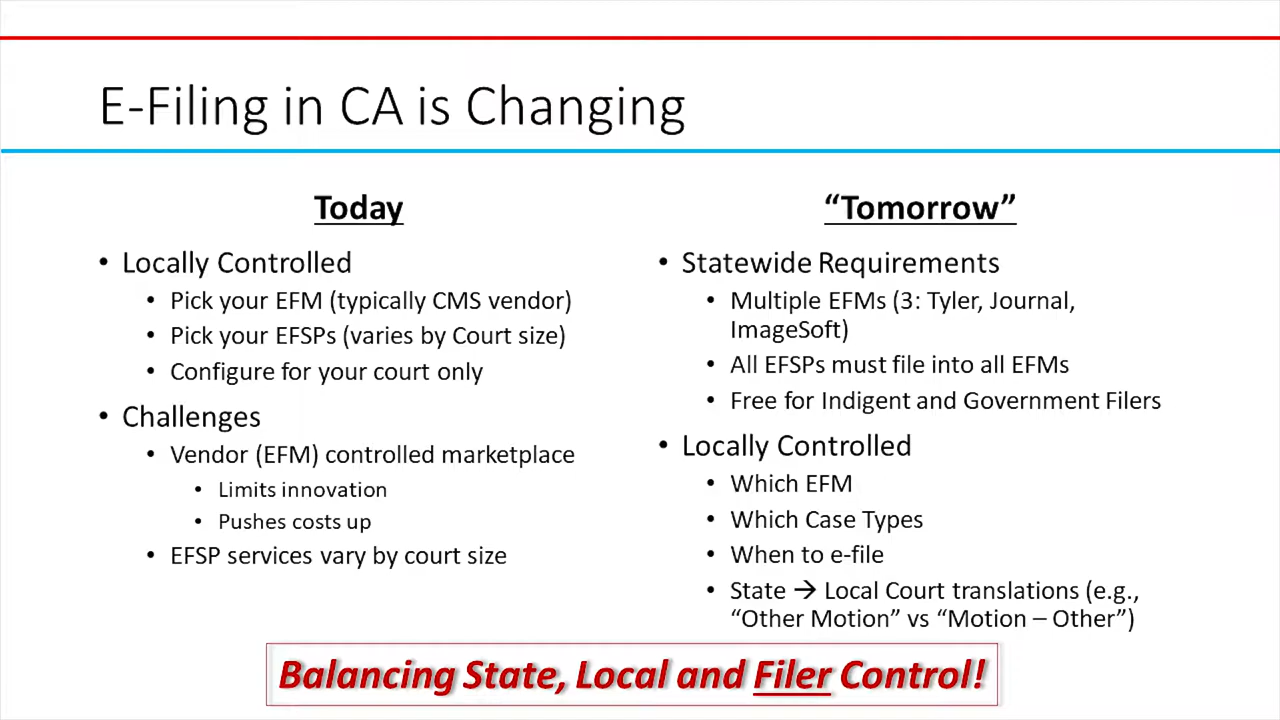 E-Filing in CA is Changing
Today
• Locally Controlled
• Pick your EFM (typically CMS vendor)
• Pick your EFSPs (varies by Court size)
• Configure for your court only
• Challenges
• Vendor (EFM) controlled marketplace
• Limits innovation
• Pushes costs up
• EFSP services vary by court size
“Tomorrow”
• Statewide Requirements
• Multiple EFMs (3: Tyler, Journal,
ImageSoft)
• All EFSPs must file into all EFMs
• Free for Indigent and Government Filers
• Locally Controlled
• Which EFM
• Which Case Types
• When to e-file
• State → Local Court translations (e.g.,
“Other Motion” vs “Motion – Other”)
Balancing State, Local and Filer Control!